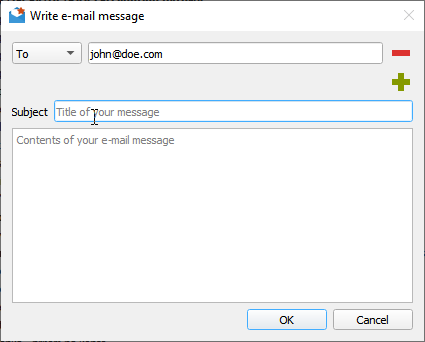 Write e-mail message
To john@doe.com
Subject Title of your message
Contents of your e-mail message
OK Cancel